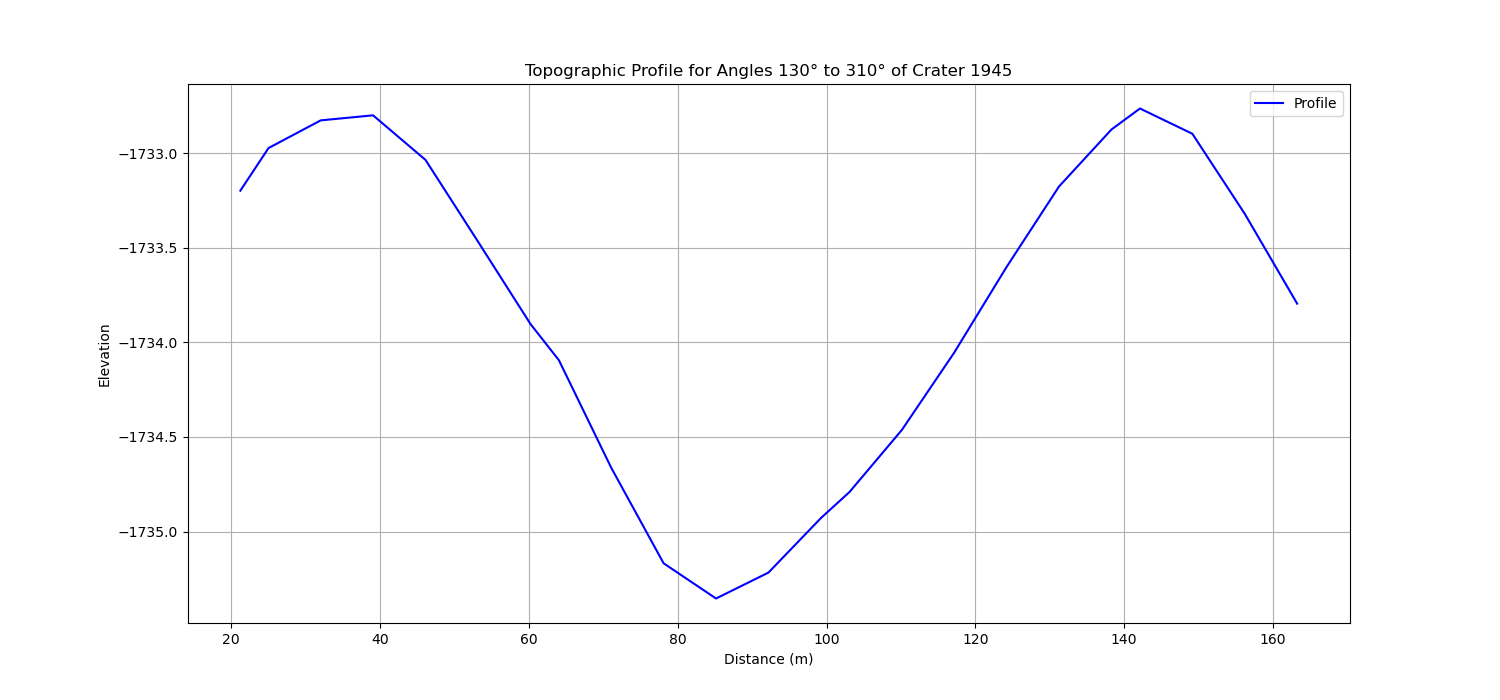 Topographic Profile for Angles 130° to 310° of Crater 1945
Profile
−1733.0
−1733.5
−1734.0
−1734.5
−1735.0
Elevation
20 40 60 80 100 120 140 160
Distance (m)